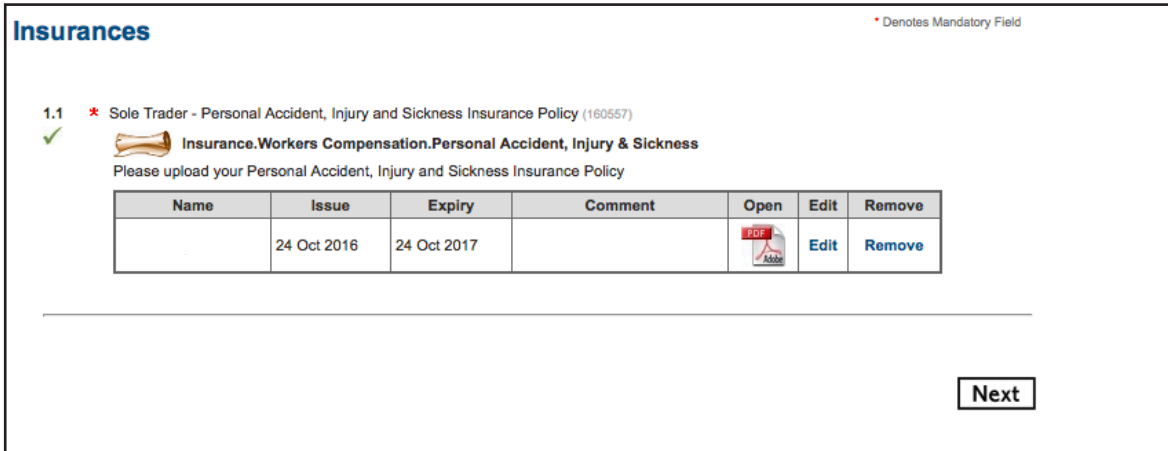 Insurances
* Denotes Mandatory Field
1.1 * Sole Trader - Personal Accident, Injury and Sickness Insurance Policy (160557)
Insurance.Workers Compensation.Personal Accident, Injury & Sickness
Please upload your Personal Accident, Injury and Sickness Insurance Policy
Name Issue Expiry Comment Open Edit Remove
24 Oct 2016 24 Oct 2017 PDF Adobe Edit Remove
Next